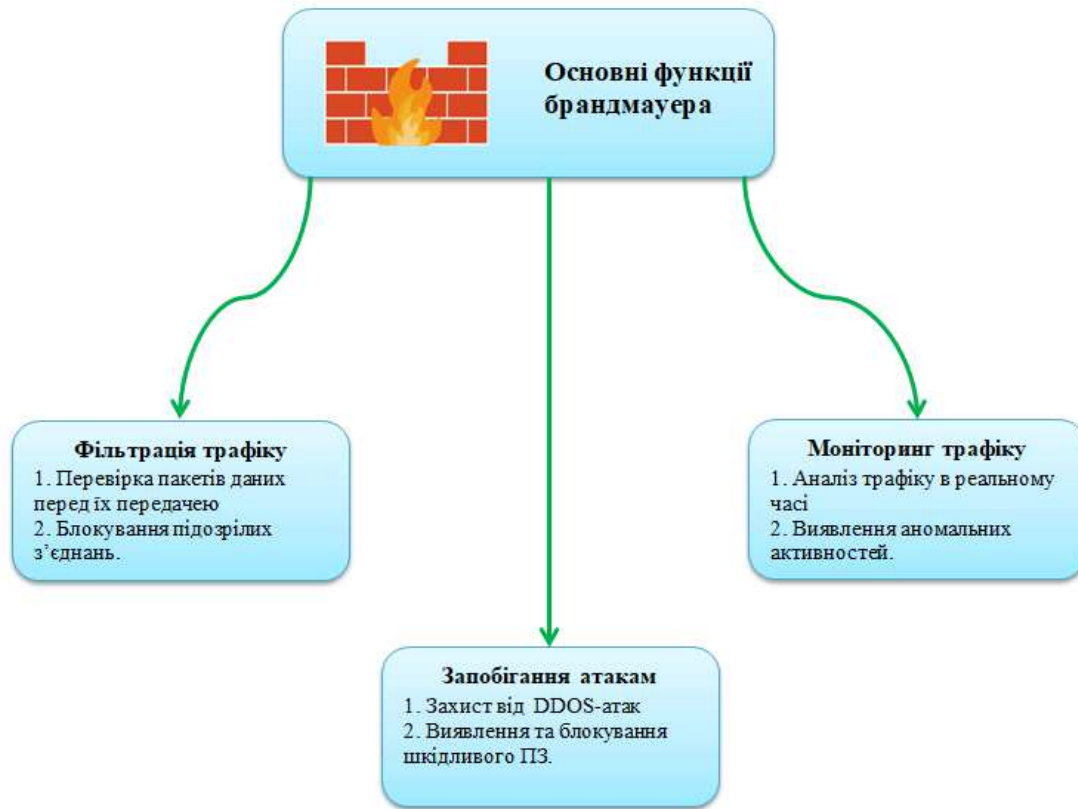 Основні функції
брандмауера
Фільтрація трафіку
1. Перевірка пакетів даних
перед їх передачею
2. Блокування підозрілих
з’єднань.
Моніторинг трафіку
1. Аналіз трафіку в реальному
часі
2. Виявлення аномальних
активностей.
Запобігання атакам
1. Захист від DDOS-атак
2. Виявлення та блокування
шкідливого ПЗ.